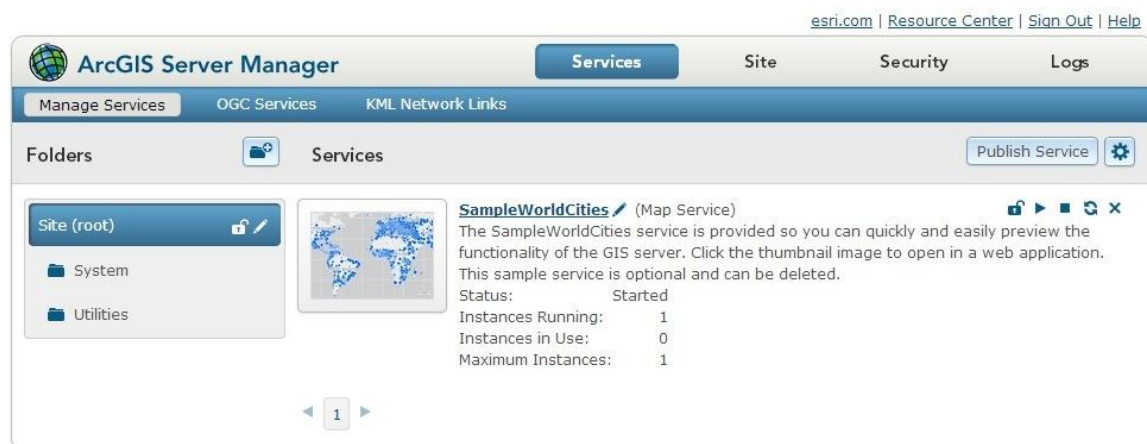 esri.com | Resource Center | Sign Out | Help
ArcGIS Server Manager Services Site Security Logs
Manage Services OGC Services KML Network Links
Folders Services Publish Service
Site (root)
System
Utilities
SampleWorldCities (Map Service)
The SampleWorldCities service is provided so you can quickly and easily preview the
functionality of the GIS server. Click the thumbnail image to open in a web application.
This sample service is optional and can be deleted.
Status: Started
Instances Running: 1
Instances in Use: 0
Maximum Instances: 1
1